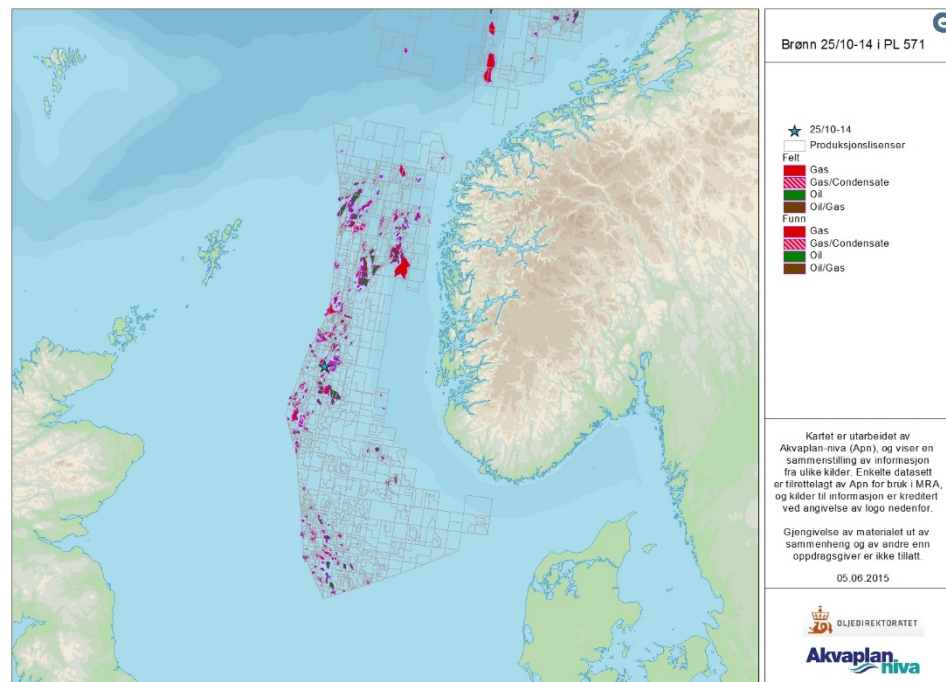 Brønn 25/10-14 i PL 571
25/10-14
Produksjonslisenser
Felt
Gas
Gas/Condensate
Oil
Oil/Gas
Funn
Gas
Gas/Condensate
Oil
Oil/Gas
Kartet er utarbeidet av
Akvaplan-niva (Apn), og viser en
sammenstilling av informasjon
fra ulike kilder. Enkelte datasett
er tilrettelagt av Apn for bruk i MRA,
og kilder til informasjon er kreditert
ved angivelse av logo nedenfor.
Gjengivelse av materialet ut av
sammenheng og av andre enn
oppdragsgiver er ikke tillatt.
05.06.2015
OLJEDIREKTORATET
Akvaplan
niva